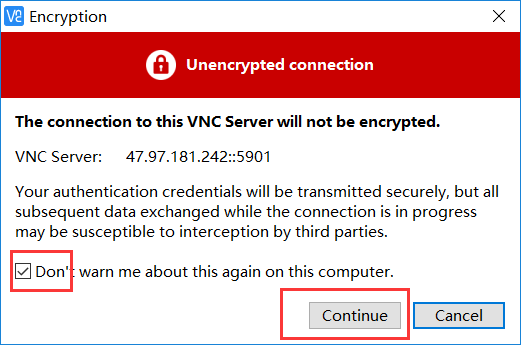 VNC Encryption
Unencrypted connection
The connection to this VNC Server will not be encrypted.
VNC Server: 47.97.181.242::5901
Your authentication credentials will be transmitted securely, but all
subsequent data exchanged while the connection is in progress
may be susceptible to interception by third parties.
Don't warn me about this again on this computer.
Continue Cancel